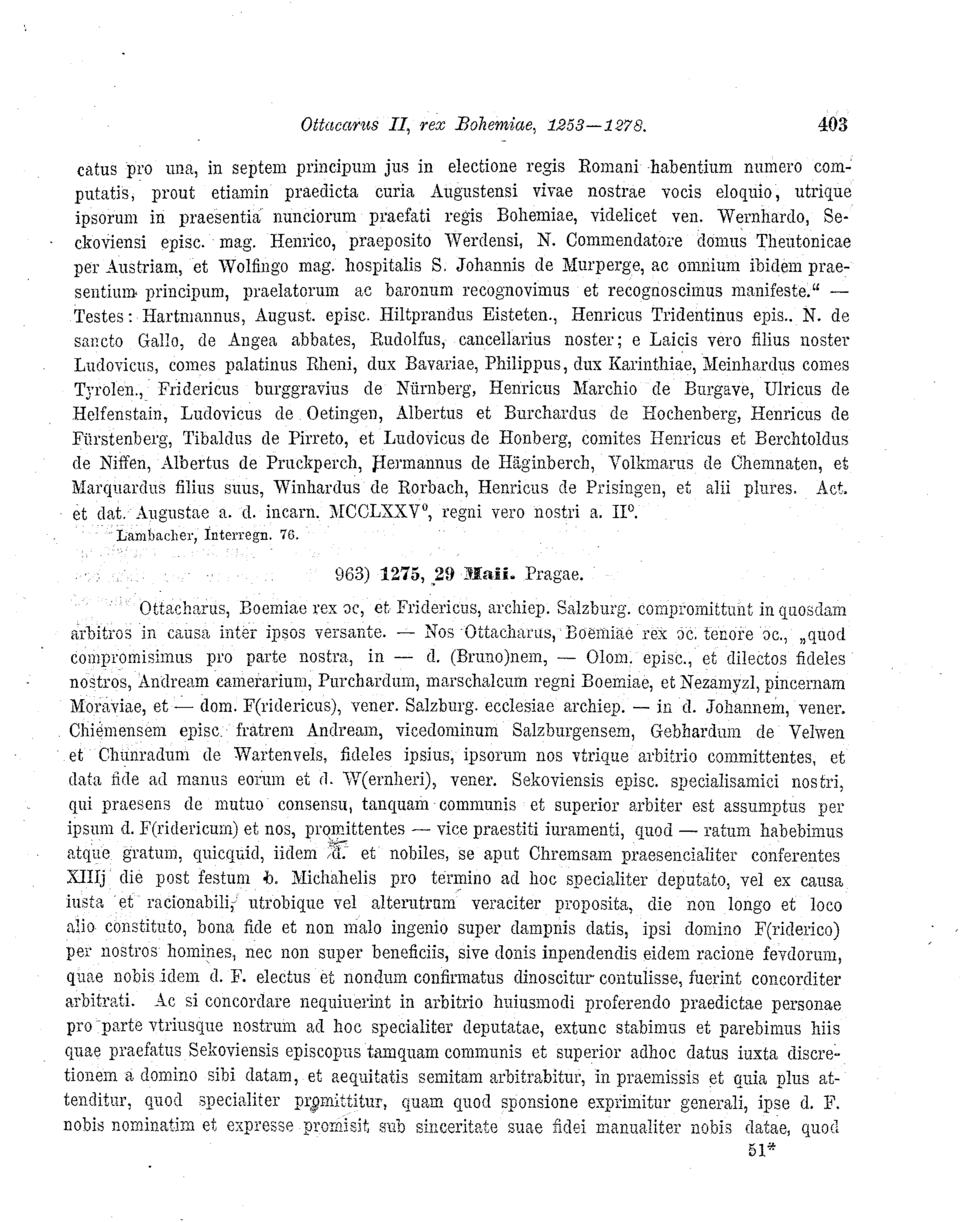 Ottacarus II, rex Bohemiae, 1253—1278. 403
catus pro una, in septem principum jus in electione regis Romani habentium numero com-
putatis, prout etiamin praedicta curia Augustensi vivae nostrae vocis eloquio, utrique
ipsorum in praesentia nunciorum praefati regis Bohemiae, videlicet ven. Wernhardo, Se-
ckoviensi episc. mag. Henrico, praeposito Werdensi, N. Commendatore domus Theutonicae
per Austriam, et Wolfingo mag. hospitalis S. Johannis de Murperge, ac omnium ibidem prae-
sentium principum, praelatorum ac baronum recognovimus et recognoscimus manifeste.“ —
Testes: Hartmannus, August. episc. Hiltprandus Eisteten., Henricus Tridentinus epis.. N. de
sancto Gallo, de Angea abbates, Rudolfus, cancellarius noster; e Laicis vero filius noster
Ludovicus, comes palatinus Rheni, dux Bavariae, Philippus, dux Karinthiae, Meinhardus comes
Tyrolen., Fridericus burggravius de Nürnberg, Henricus Marchio de Burgave, Ulricus de
Helfenstain, Ludovicus de Oetingen, Albertus et Burchardus de Hochenberg, Henricus de
Fürstenberg, Tibaldus de Pirreto, et Ludovicus de Honberg, comites Henricus et Berchtoldus
de Niffen, Albertus de Pruckperch, Hermannus de Häginberch, Volkmarus de Chemnaten, et
Marquardus filius suus, Winhardus de Rorbach, Henricus de Prisingen, et alii plures. Act.
et dat. Augustae a. d. incarn. MCCLXXV⁰, regni vero nostri a. II⁰.
Lambacher, Interregn. 76.
963) 1275, 29 Maii. Pragae.
Ottacharus, Boemiae rex ɔc, et Fridericus, archiep. Salzburg. compromittunt in quosdam
arbitros in causa inter ipsos versante. — Nos Ottacharus, Boemiae rex ɔc. tenore ɔc., „quod
compromisimus pro parte nostra, in — d. (Bruno)nem, — Olom. episc., et dilectos fideles
nostros, Andream camerarium, Purchardum, marschalcum regni Boemiae, et Nezamyzl, pincernam
Moraviae, et — dom. F(ridericus), vener. Salzburg. ecclesiae archiep. — in d. Johannem, vener.
Chiemensem episc. fratrem Andream, vicedominum Salzburgensem, Gebhardum de Velwen
et Chunradum de Wartenvels, fideles ipsius, ipsorum nos vtrique arbitrio committentes, et
data fide ad manus eorum et d. W(ernheri), vener. Sekoviensis episc. specialisamici nostri,
qui praesens de mutuo consensu, tanquam communis et superior arbiter est assumptus per
ipsum d. F(ridericum) et nos, promittentes — vice praestiti iuramenti, quod — ratum habebimus
atque gratum, quicquid, iidem d. et nobiles, se aput Chremsam praesencialiter conferentes
XIIIj die post festum b. Michahelis pro termino ad hoc specialiter deputato, vel ex causa
iusta et racionabili, utrobique vel alterutrum veraciter proposita, die non longo et loco
alio constituto, bona fide et non malo ingenio super dampnis datis, ipsi domino F(riderico)
per nostros homines, nec non super beneficiis, sive donis inpendendis eidem racione fevdorum,
quae nobis idem d. F. electus et nondum confirmatus dinoscitur contulisse, fuerint concorditer
arbitrati. Ac si concordare nequiuerint in arbitrio huiusmodi proferendo praedictae personae
pro parte vtriusque nostrum ad hoc specialiter deputatae, extunc stabimus et parebimus hiis
quae praefatus Sekoviensis episcopus tamquam communis et superior adhoc datus iuxta discre-
tionem a domino sibi datam, et aequitatis semitam arbitrabitur, in praemissis et quia plus at-
tenditur, quod specialiter promittitur, quam quod sponsione exprimitur generali, ipse d. F.
nobis nominatim et expresse promisit sub sinceritate suae fidei manualiter nobis datae, quod
51*